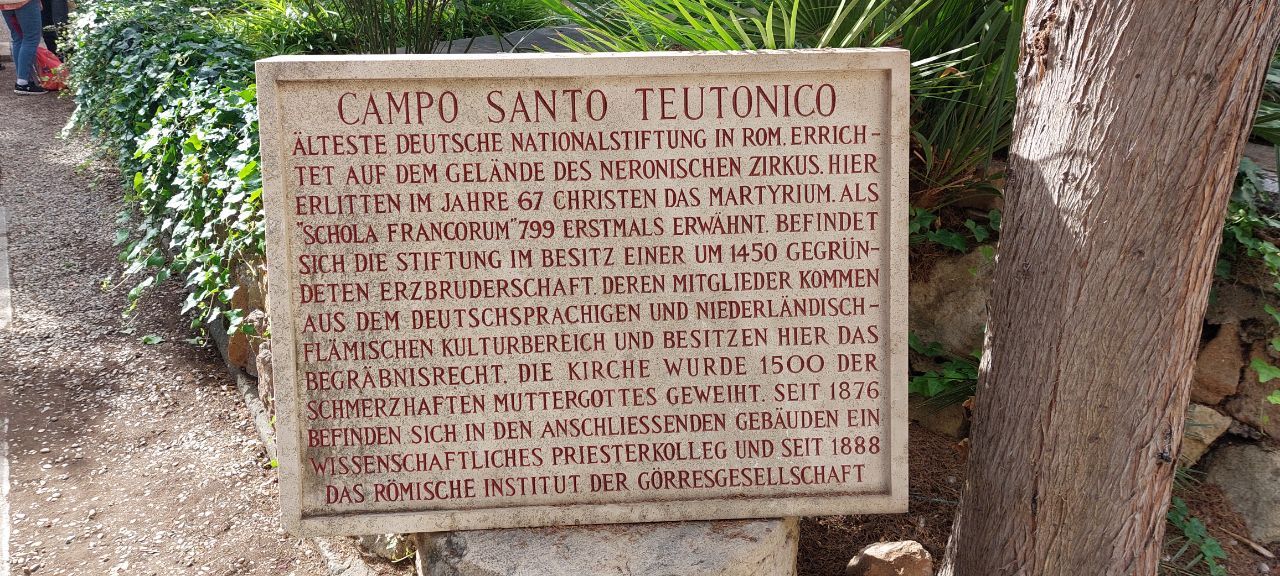 CAMPO SANTO TEUTONICO
ÄLTESTE DEUTSCHE NATIONALSTIFTUNG IN ROM. ERRICH-
TET AUF DEM GELÄNDE DES NERONISCHEN ZIRKUS. HIER
ERLITTEN IM JAHRE 67 CHRISTEN DAS MARTYRIUM. ALS
"SCHOLA FRANCORUM" 799 ERSTMALS ERWÄHNT. BEFINDET
SICH DIE STIFTUNG IM BESITZ EINER UM 1450 GEGRÜN-
DETEN ERZBRUDERSCHAFT. DEREN MITGLIEDER KOMMEN
AUS DEM DEUTSCHSPRACHIGEN UND NIEDERLÄNDISCH-
FLÄMISCHEN KULTURBEREICH UND BESITZEN HIER DAS
BEGRÄBNISRECHT. DIE KIRCHE WURDE 1500 DER
SCHMERZHAFTEN MUTTERGOTTES GEWEIHT. SEIT 1876
BEFINDEN SICH IN DEN ANSCHLIESSENDEN GEBÄUDEN EIN
WISSENSCHAFTLICHES PRIESTERKOLLEG UND SEIT 1888
DAS RÖMISCHE INSTITUT DER GÖRRESGESELLSCHAFT